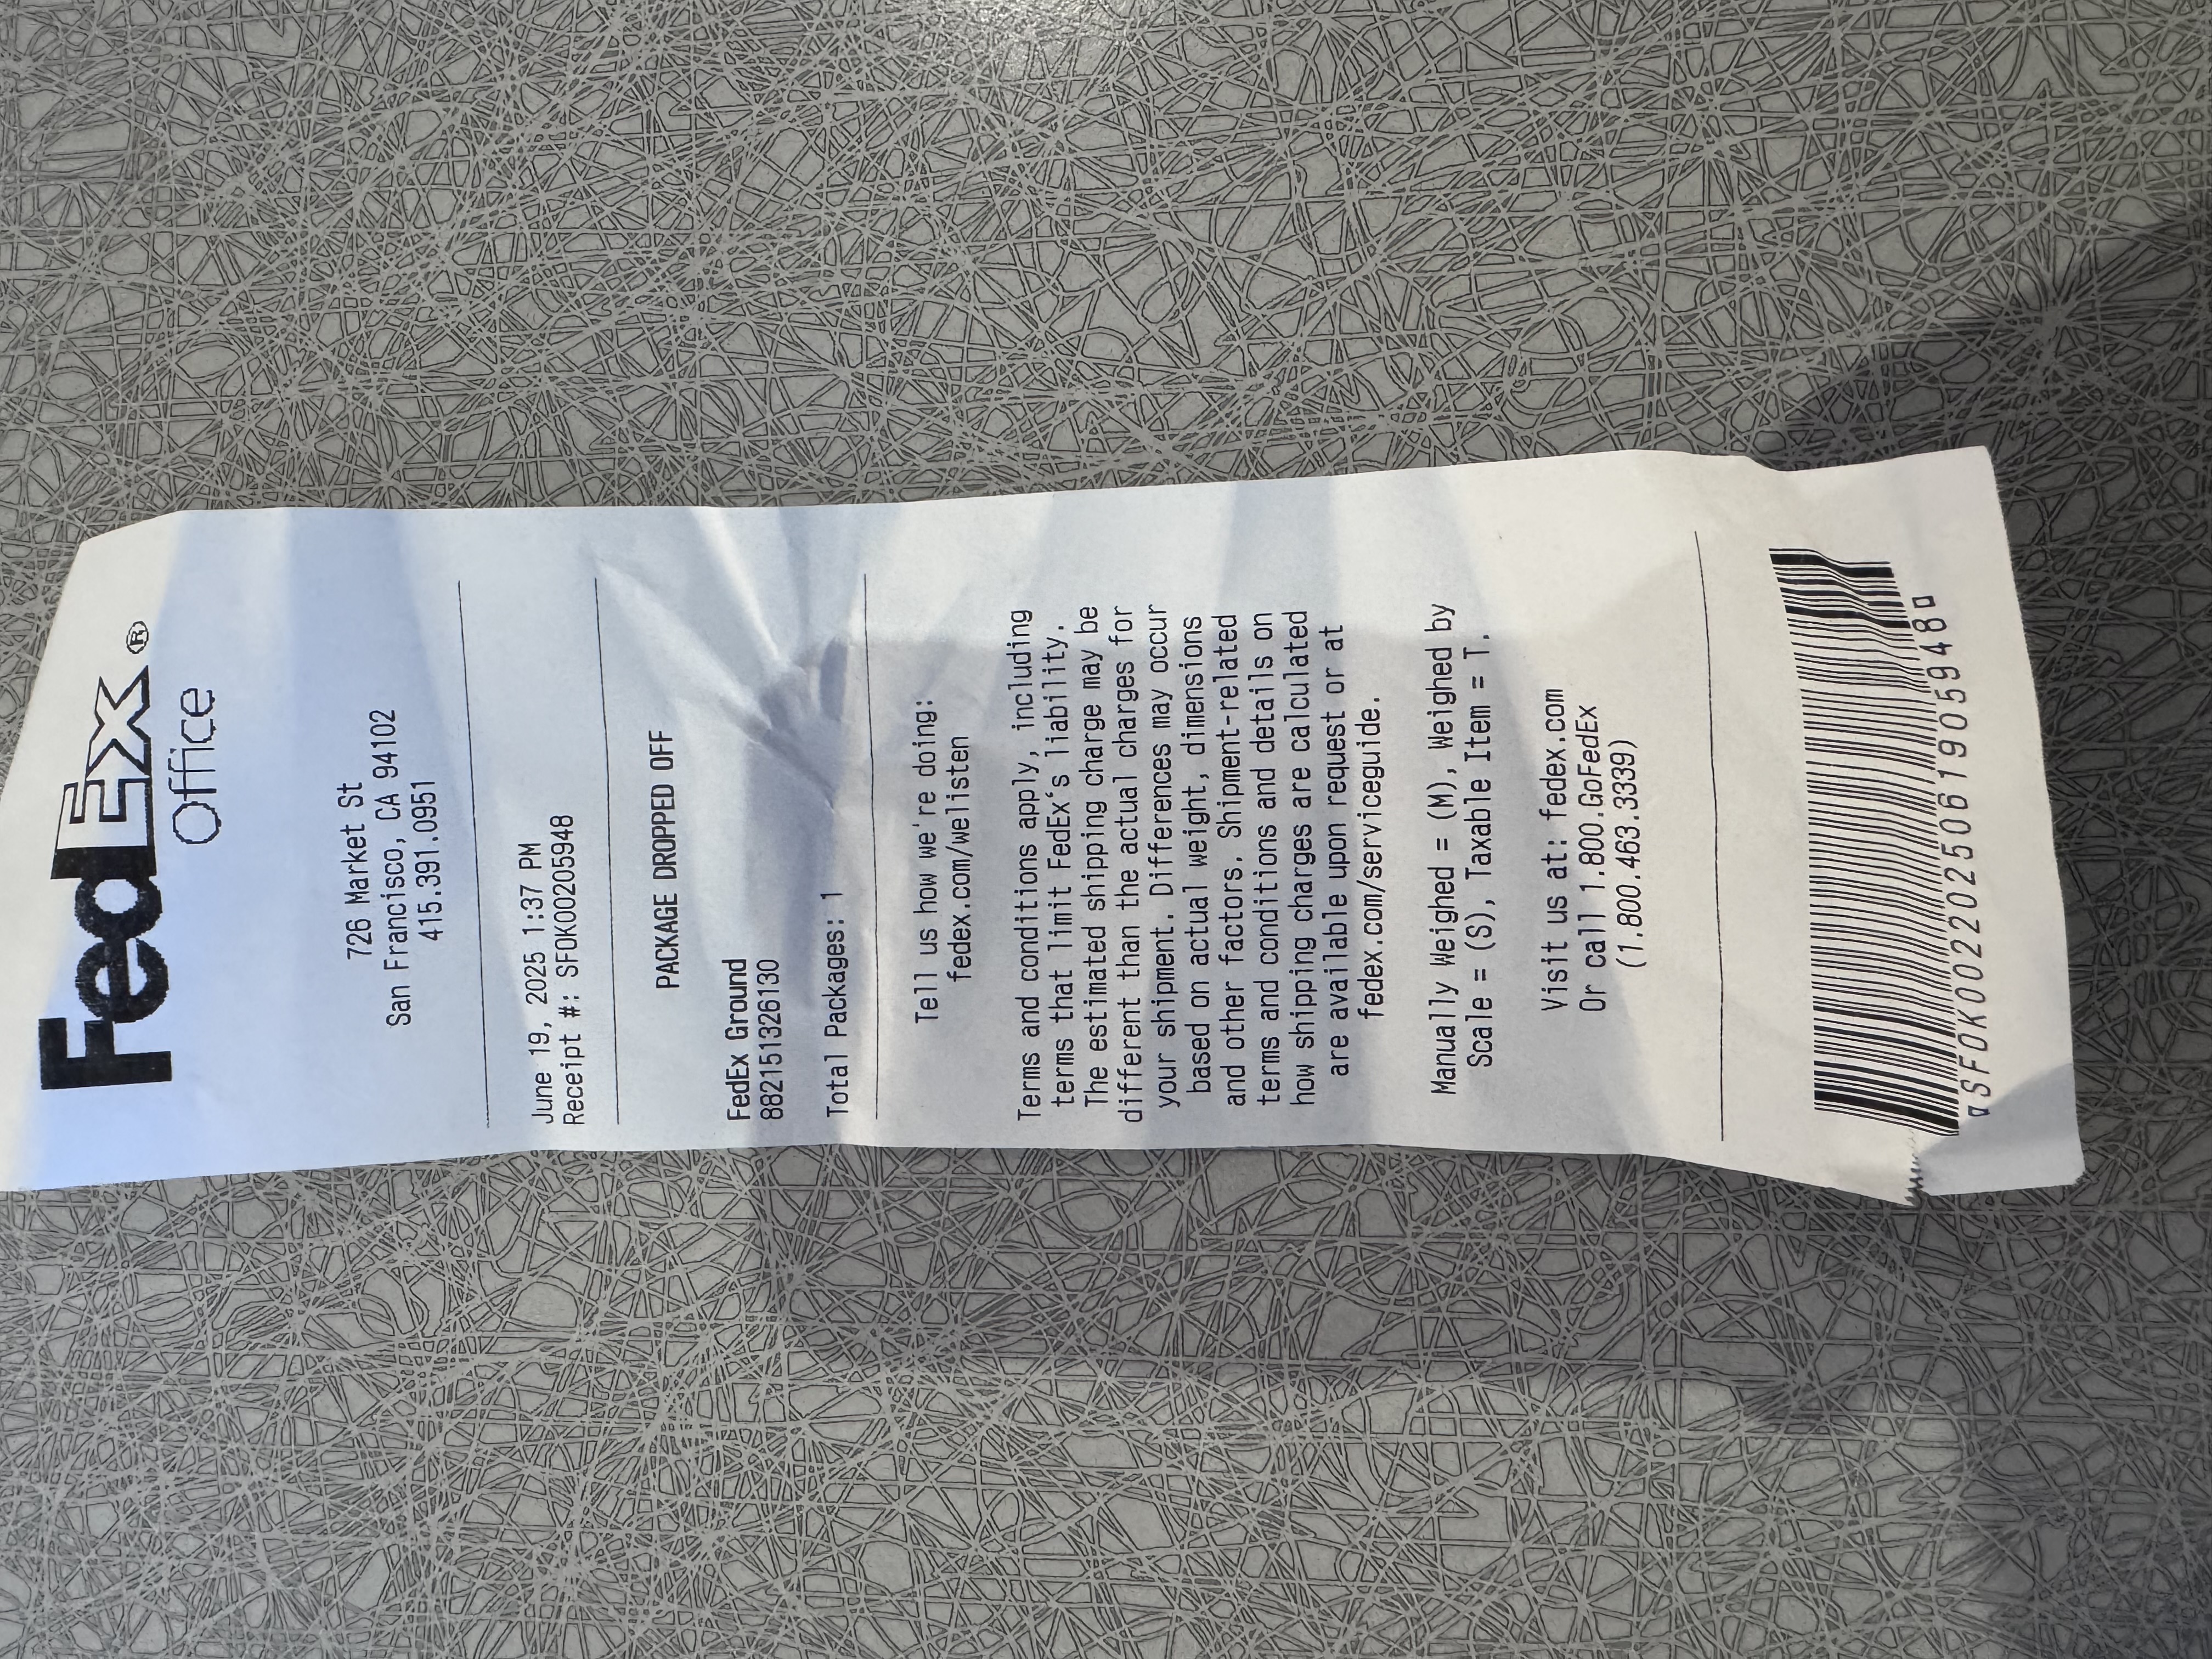 FedEx®
Office
726 Market St
San Francisco, CA 94102
415.391.0951
June 19, 2025 1:37 PM
Receipt #: SFOK00205948
PACKAGE DROPPED OFF
FedEx Ground
882151326130
Total Packages: 1
Tell us how we're doing:
fedex.com/welisten
Terms and conditions apply, including
terms that limit FedEx's liability.
The estimated shipping charge may be
different than the actual charges for
your shipment. Differences may occur
based on actual weight, dimensions
and other factors. Shipment-related
terms and conditions and details on
how shipping charges are calculated
are available upon request or at
fedex.com/serviceguide.
Manually Weighed = (M), Weighed by
Scale = (S), Taxable Item = T.
Visit us at: fedex.com
Or call 1.800.GoFedEx
(1.800.463.3339)
SFOK00220250619059480